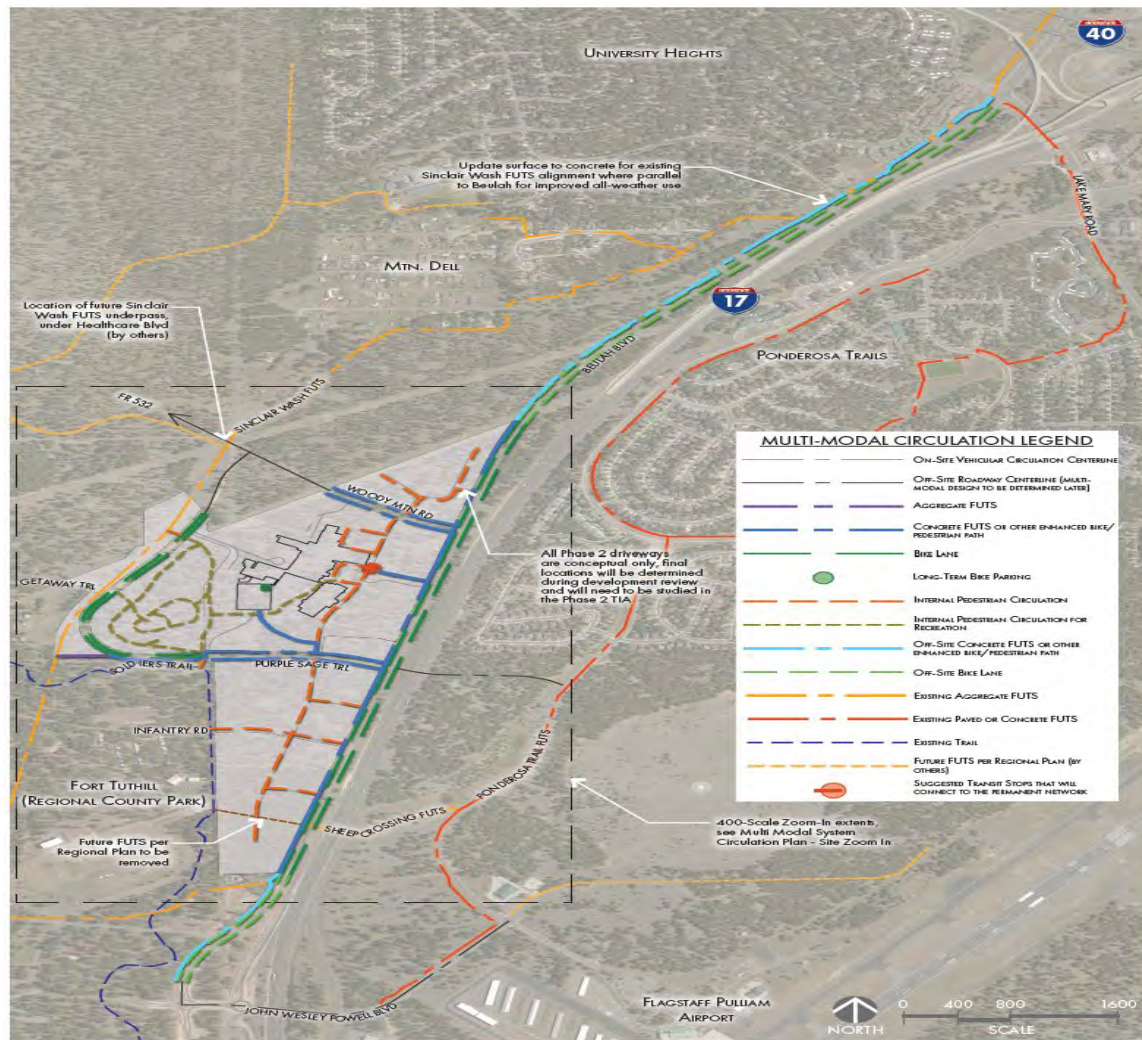 INTERSTATE
40
UNIVERSITY HEIGHTS
Update surface to concrete for existing
Sinclair Wash FUTS alignment where parallel
to Beulah for improved all-weather use
LAKE MARY ROAD
MTN. DELL
INTERSTATE
17
Location of future Sinclair
Wash FUTS underpass,
under Healthcare Blvd
(by others)
BEULAH BLVD
PONDEROSA TRAILS
FR 532
SINCLAIR WASH FUTS
WOODY MTN RD
All Phase 2 driveways
are conceptual only, final
locations will be determined
during development review
and will need to be studied in
the Phase 2 TIA
GETAWAY TRL
SOLDIERS TRAIL
PURPLE SAGE TRL
INFANTRY RD
PONDEROSA TRAIL FUTS
FORT TUTHILL
(REGIONAL COUNTY PARK)
SHEEP CROSSING FUTS
Future FUTS per
Regional Plan to be
removed
400-Scale Zoom-In extents,
see Multi Modal System
Circulation Plan - Site Zoom In
MULTI-MODAL CIRCULATION LEGEND
ON-SITE VEHICULAR CIRCULATION CENTERLINE
OFF-SITE ROADWAY CENTERLINE (MULTI-
MODAL DESIGN TO BE DETERMINED LATER)
AGGREGATE FUTS
CONCRETE FUTS OR OTHER ENHANCED BIKE/
PEDESTRIAN PATH
BIKE LANE
LONG-TERM BIKE PARKING
INTERNAL PEDESTRIAN CIRCULATION
INTERNAL PEDESTRIAN CIRCULATION FOR
RECREATION
OFF-SITE CONCRETE FUTS OR OTHER
ENHANCED BIKE/PEDESTRIAN PATH
OFF-SITE BIKE LANE
EXISTING AGGREGATE FUTS
EXISTING PAVED OR CONCRETE FUTS
EXISTING TRAIL
FUTURE FUTS PER REGIONAL PLAN (BY
OTHERS)
SUGGESTED TRANSIT STOPS THAT WILL
CONNECT TO THE PERMANENT NETWORK
JOHN WESLEY POWELL BLVD
FLAGSTAFF PULLIAM
AIRPORT
NORTH
0 400 800 1600
SCALE